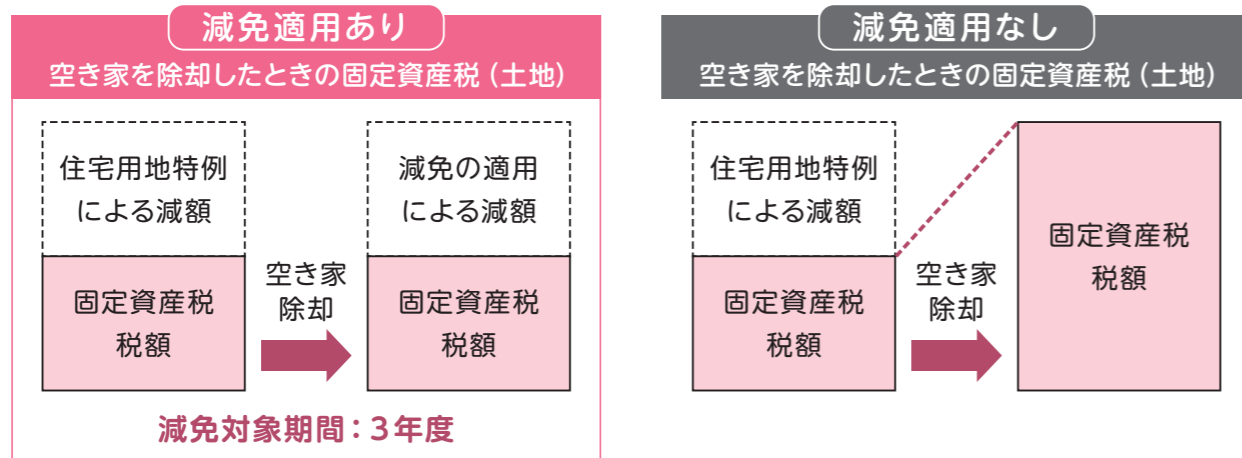 減免適用あり
空き家を除却したときの固定資産税（土地）
住宅用地特例
による減額
固定資産税
税額
空き家
除却
減免の適用
による減額
固定資産税
税額
減免対象期間：3年度
減免適用なし
空き家を除却したときの固定資産税（土地）
住宅用地特例
による減額
固定資産税
税額
空き家
除却
固定資産税
税額